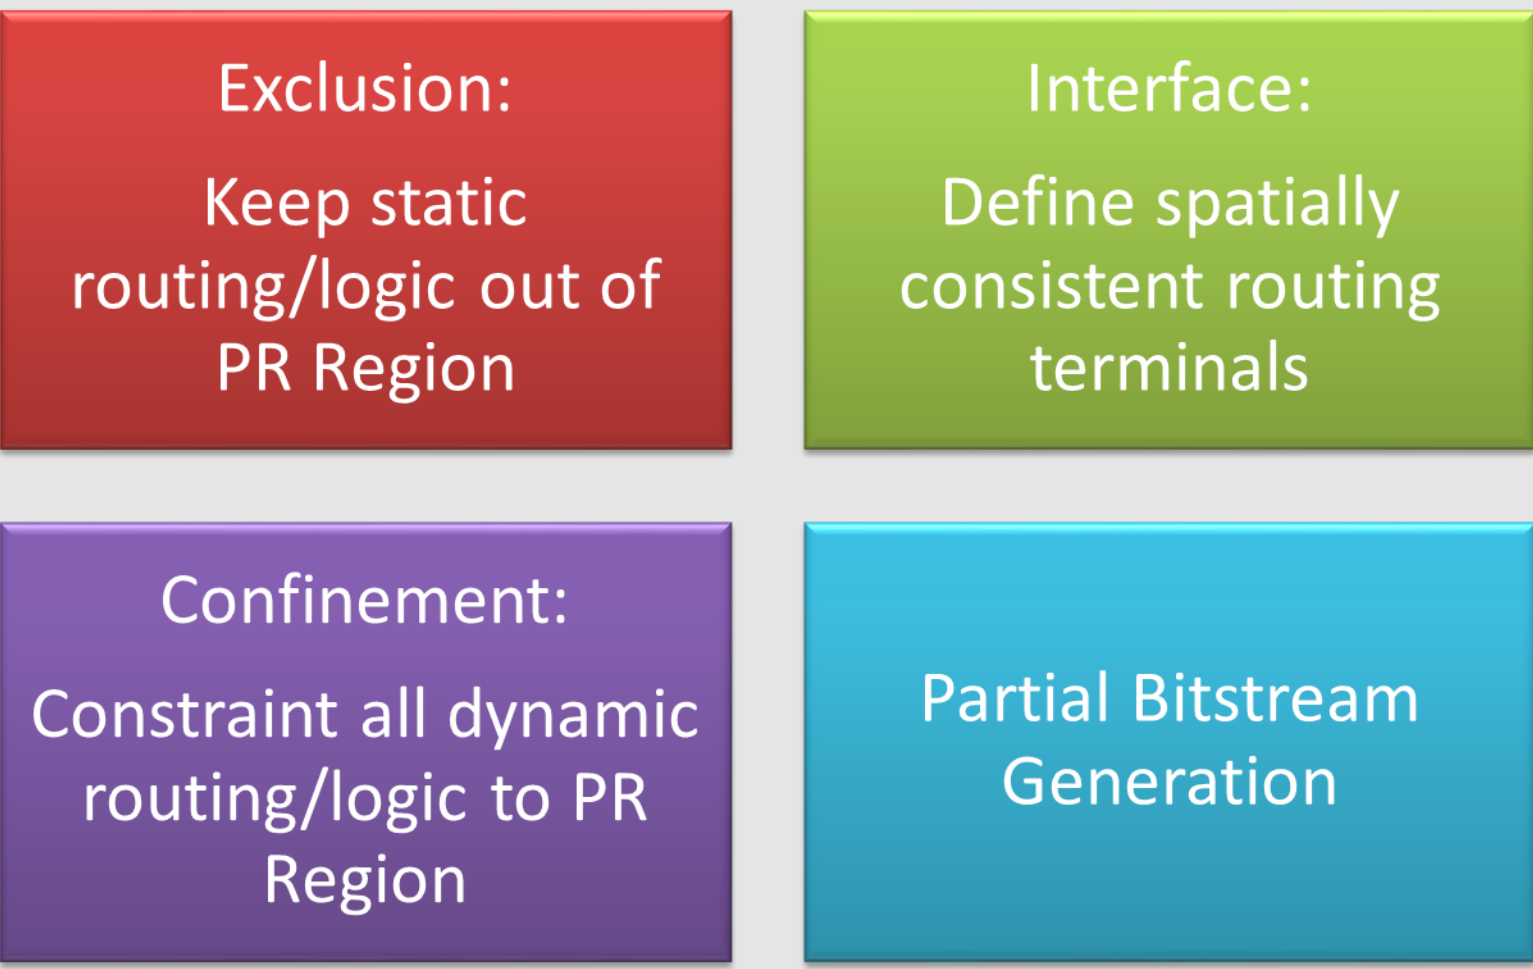 Exclusion:
Keep static
routing/logic out of
PR Region
Interface:
Define spatially
consistent routing
terminals
Confinement:
Constraint all dynamic
routing/logic to PR
Region
Partial Bitstream
Generation